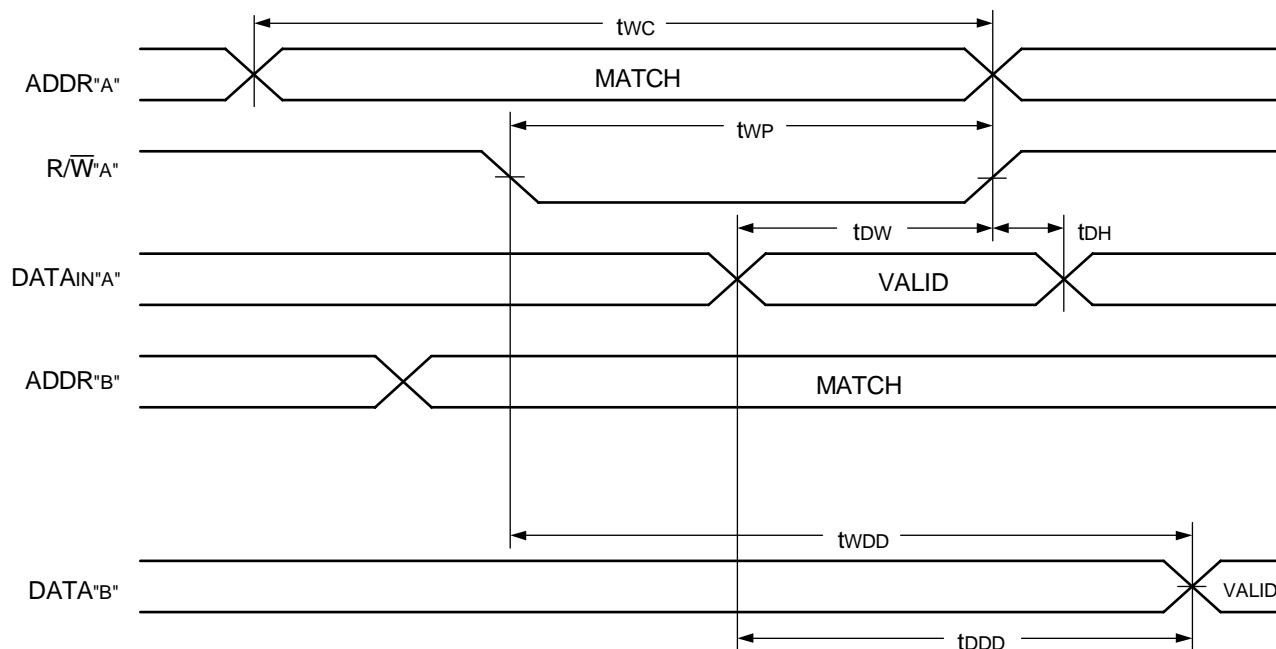 tWC
ADDR"A" MATCH
tWP
R/W̅"A"
tDW tDH
DATAIN"A" VALID
ADDR"B" MATCH
tWDD
DATA"B" VALID
tDDD